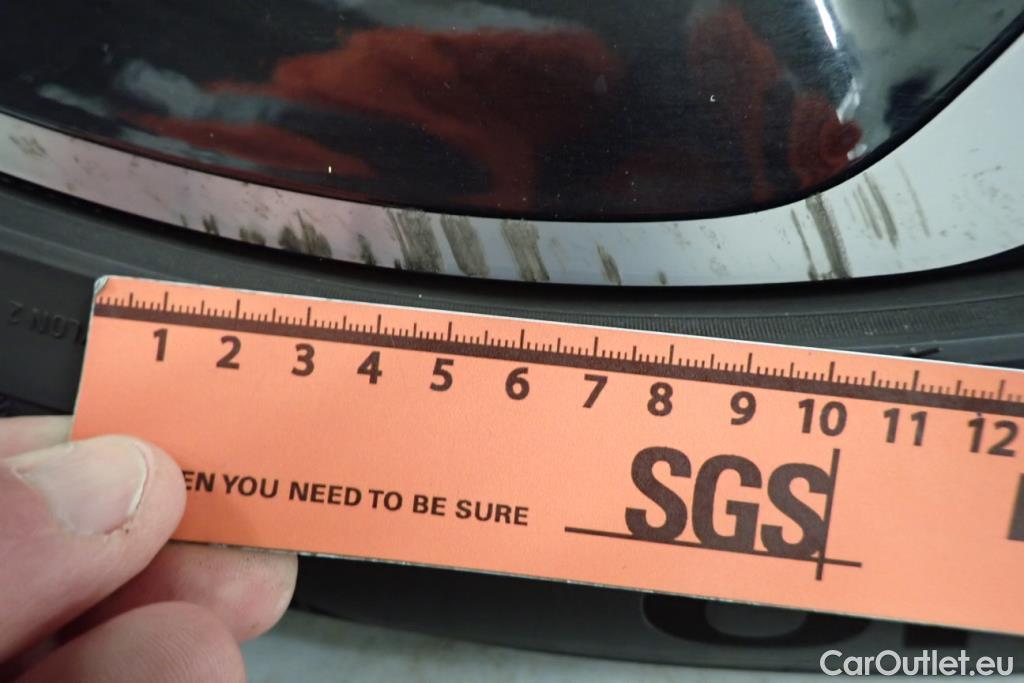 1 2 3 4 5 6 7 8 9 10 11 12
EN YOU NEED TO BE SURE
SGS
CarOutlet.eu